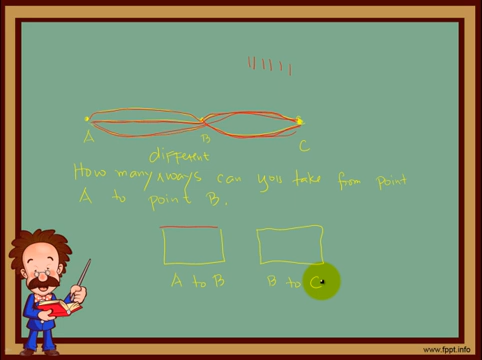 A B C
different
How many ways can you take from point
A to point B.
A to B B to C
www.fppt.info